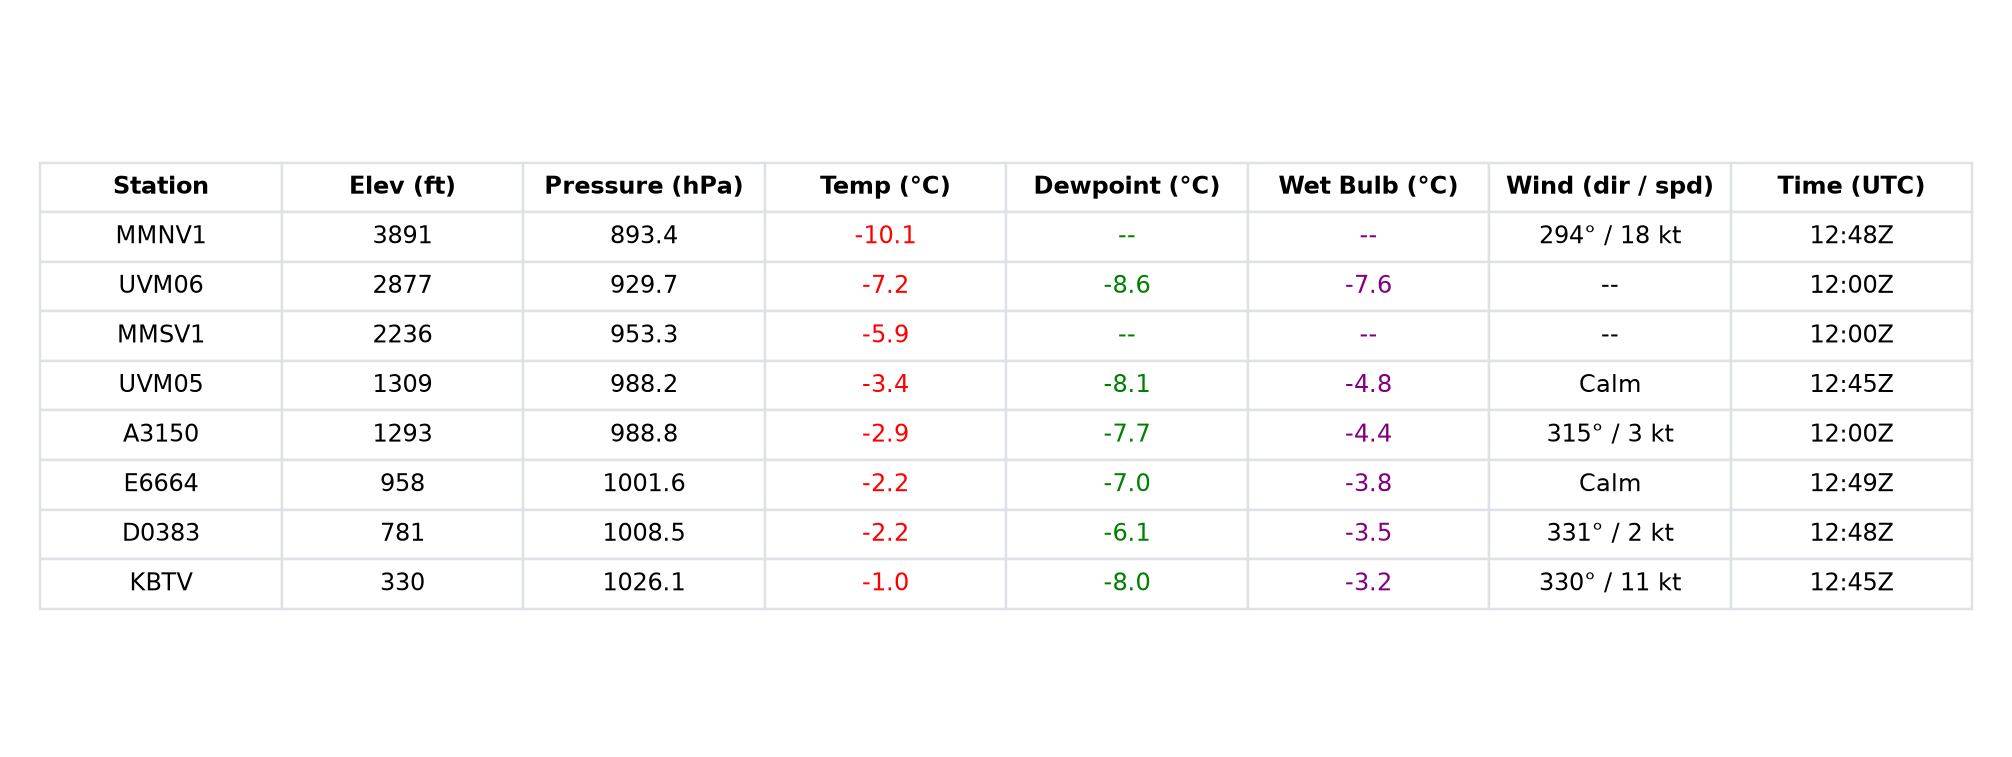 Station Elev (ft) Pressure (hPa) Temp (°C) Dewpoint (°C) Wet Bulb (°C) Wind (dir / spd) Time (UTC)
MMNV1 3891 893.4 -10.1 -- -- 294° / 18 kt 12:48Z
UVM06 2877 929.7 -7.2 -8.6 -7.6 -- 12:00Z
MMSV1 2236 953.3 -5.9 -- -- -- 12:00Z
UVM05 1309 988.2 -3.4 -8.1 -4.8 Calm 12:45Z
A3150 1293 988.8 -2.9 -7.7 -4.4 315° / 3 kt 12:00Z
E6664 958 1001.6 -2.2 -7.0 -3.8 Calm 12:49Z
D0383 781 1008.5 -2.2 -6.1 -3.5 331° / 2 kt 12:48Z
KBTV 330 1026.1 -1.0 -8.0 -3.2 330° / 11 kt 12:45Z